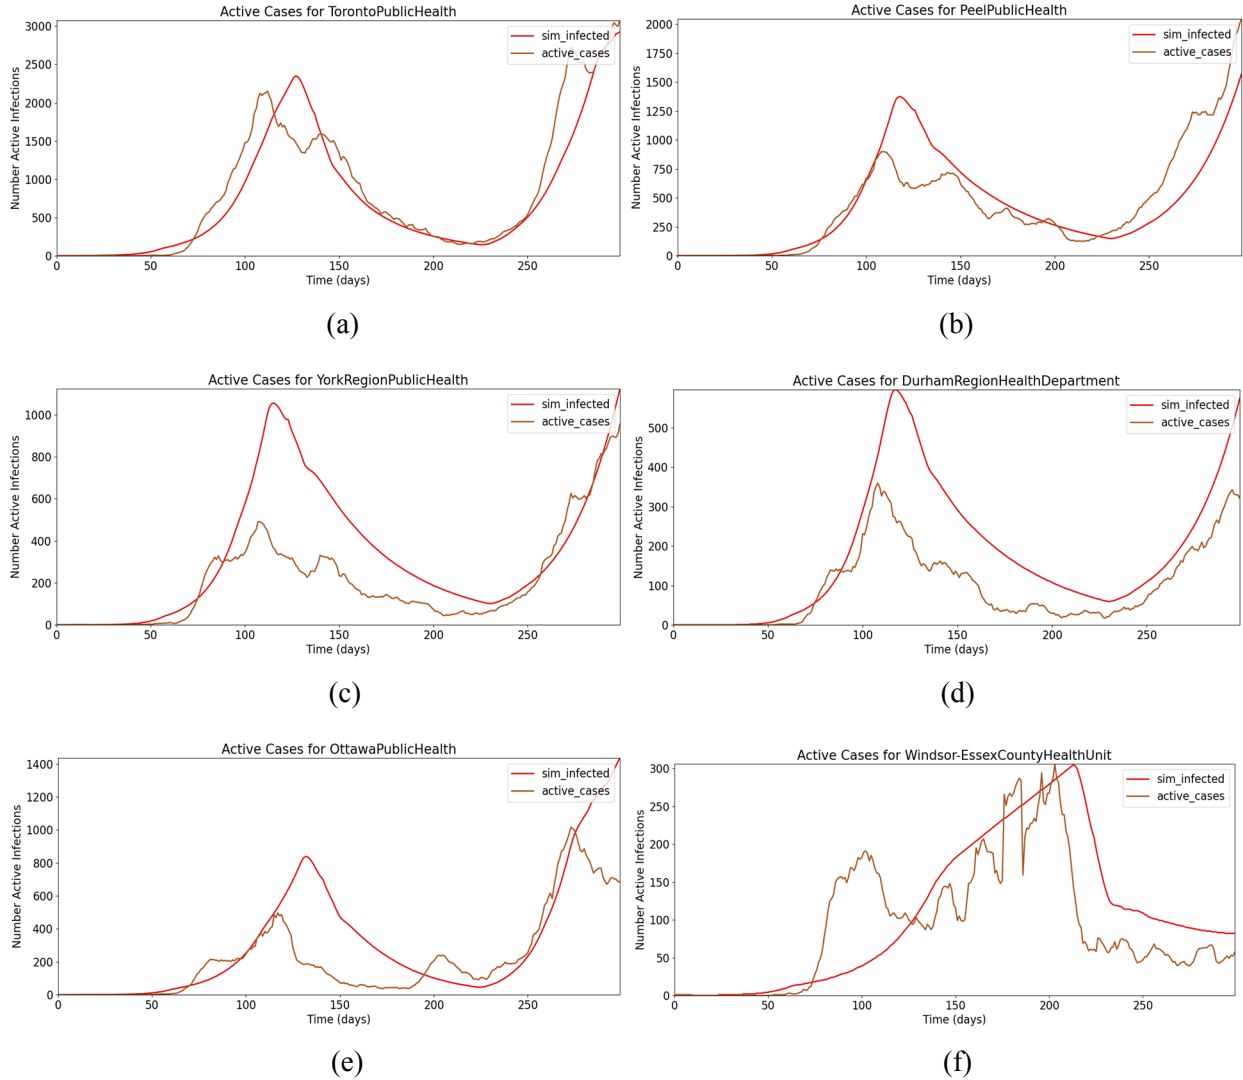 Active Cases for TorontoPublicHealth
3000
2500
2000
1500
1000
500
0
Number Active Infections
sim_infected
active_cases
0 50 100 150 200 250
Time (days)
(a)
Active Cases for PeelPublicHealth
2000
1750
1500
1250
1000
750
500
250
0
Number Active Infections
sim_infected
active_cases
0 50 100 150 200 250
Time (days)
(b)
Active Cases for YorkRegionPublicHealth
1000
800
600
400
200
0
Number Active Infections
sim_infected
active_cases
0 50 100 150 200 250
Time (days)
(c)
Active Cases for DurhamRegionHealthDepartment
500
400
300
200
100
0
Number Active Infections
sim_infected
active_cases
0 50 100 150 200 250
Time (days)
(d)
Active Cases for OttawaPublicHealth
1400
1200
1000
800
600
400
200
0
Number Active Infections
sim_infected
active_cases
0 50 100 150 200 250
Time (days)
(e)
Active Cases for Windsor-EssexCountyHealthUnit
300
250
200
150
100
50
0
Number Active Infections
sim_infected
active_cases
0 50 100 150 200 250
Time (days)
(f)